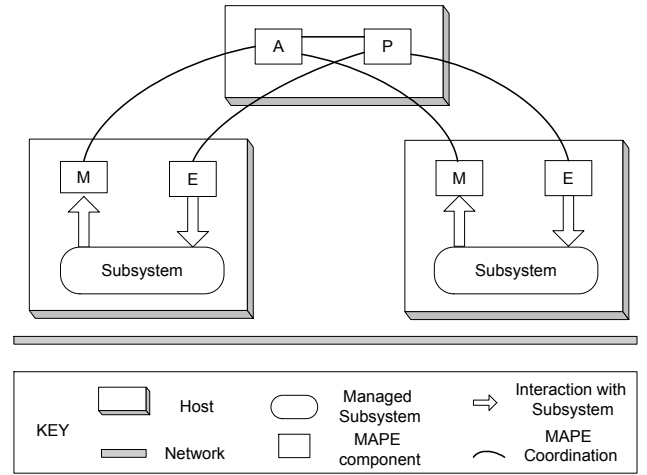 A P
M E M E
Subsystem Subsystem
KEY
Host
Managed
Subsystem
Interaction with
Subsystem
Network
MAPE
component
MAPE
Coordination